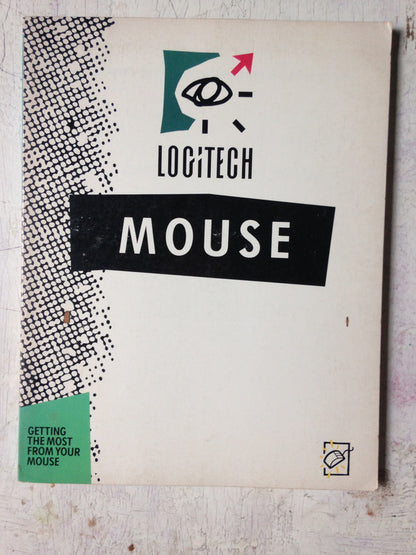 LOGITECH
MOUSE
GETTING
THE MOST
FROM YOUR
MOUSE